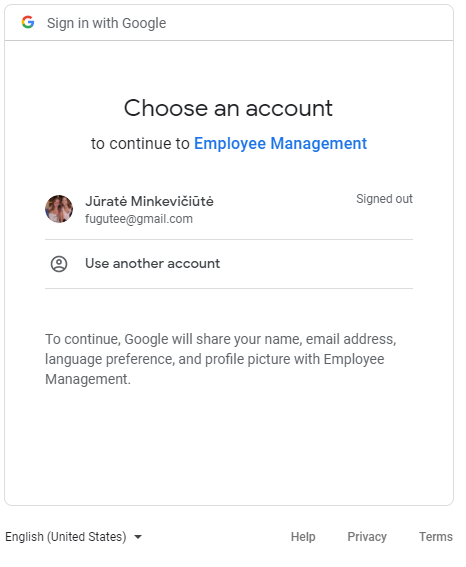 Sign in with Google
Choose an account
to continue to Employee Management
Jūratė Minkevičiūtė
Signed out
fugutee@gmail.com
Use another account
To continue, Google will share your name, email address,
language preference, and profile picture with Employee
Management.
English (United States)
Help
Privacy
Terms